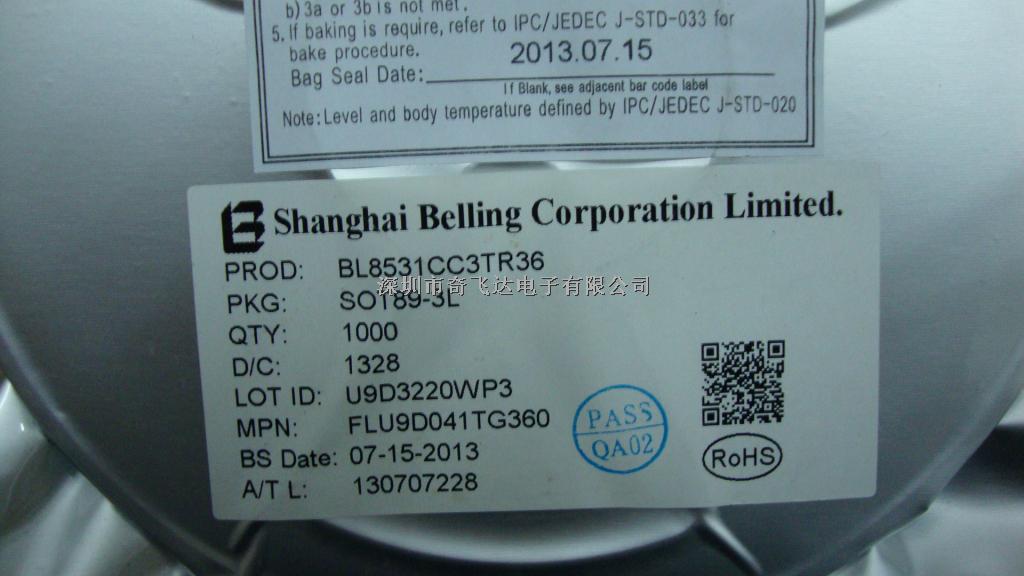 b) 3a or 3b is not met.
5. If baking is require, refer to IPC/JEDEC J-STD-033 for
bake procedure.
2013.07.15
Bag Seal Date:
If Blank, see adjacent bar code label
Note: Level and body temperature defined by IPC/JEDEC J-STD-020
Shanghai Belling Corporation Limited.
PROD: BL8531CC3TR36
深圳市奇飞达电子有限公司
PKG: SOT89-3L
QTY: 1000
D/C: 1328
LOT ID: U9D3220WP3
MPN: FLU9D041TG360
BS Date: 07-15-2013
A/T L: 130707228
PASS
QA02
RoHS